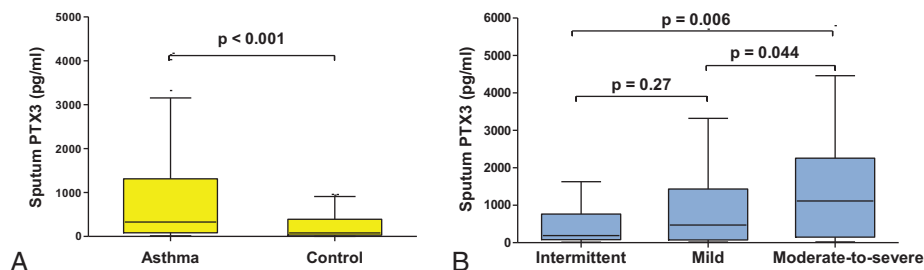 5000
4000
3000
2000
1000
0
Sputum PTX3 (pg/ml)
p < 0.001
Asthma
Control
A
6000
5000
4000
3000
2000
1000
0
Sputum PTX3 (pg/ml)
p = 0.006
p = 0.044
p = 0.27
Intermittent
Mild
Moderate-to-severe
B